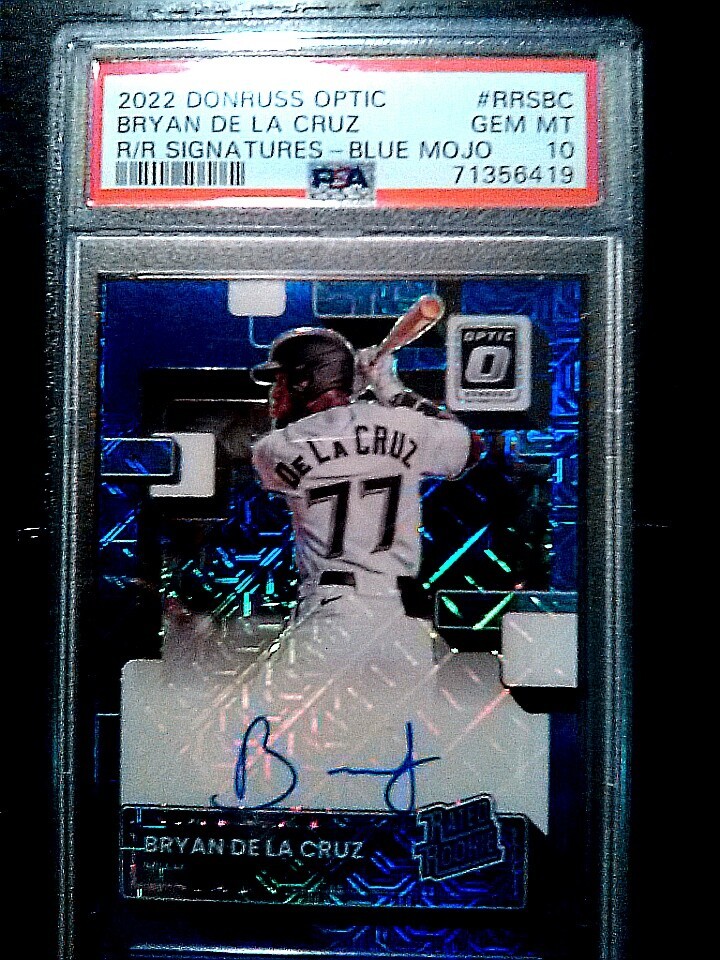 2022 DONRUSS OPTIC #RRSBC
BRYAN DE LA CRUZ GEM MT
R/R SIGNATURES - BLUE MOJO 10
PSA 71356419
OPTIC
O
DE LA CRUZ
77
B
BRYAN DE LA CRUZ
RATED
ROOKIE